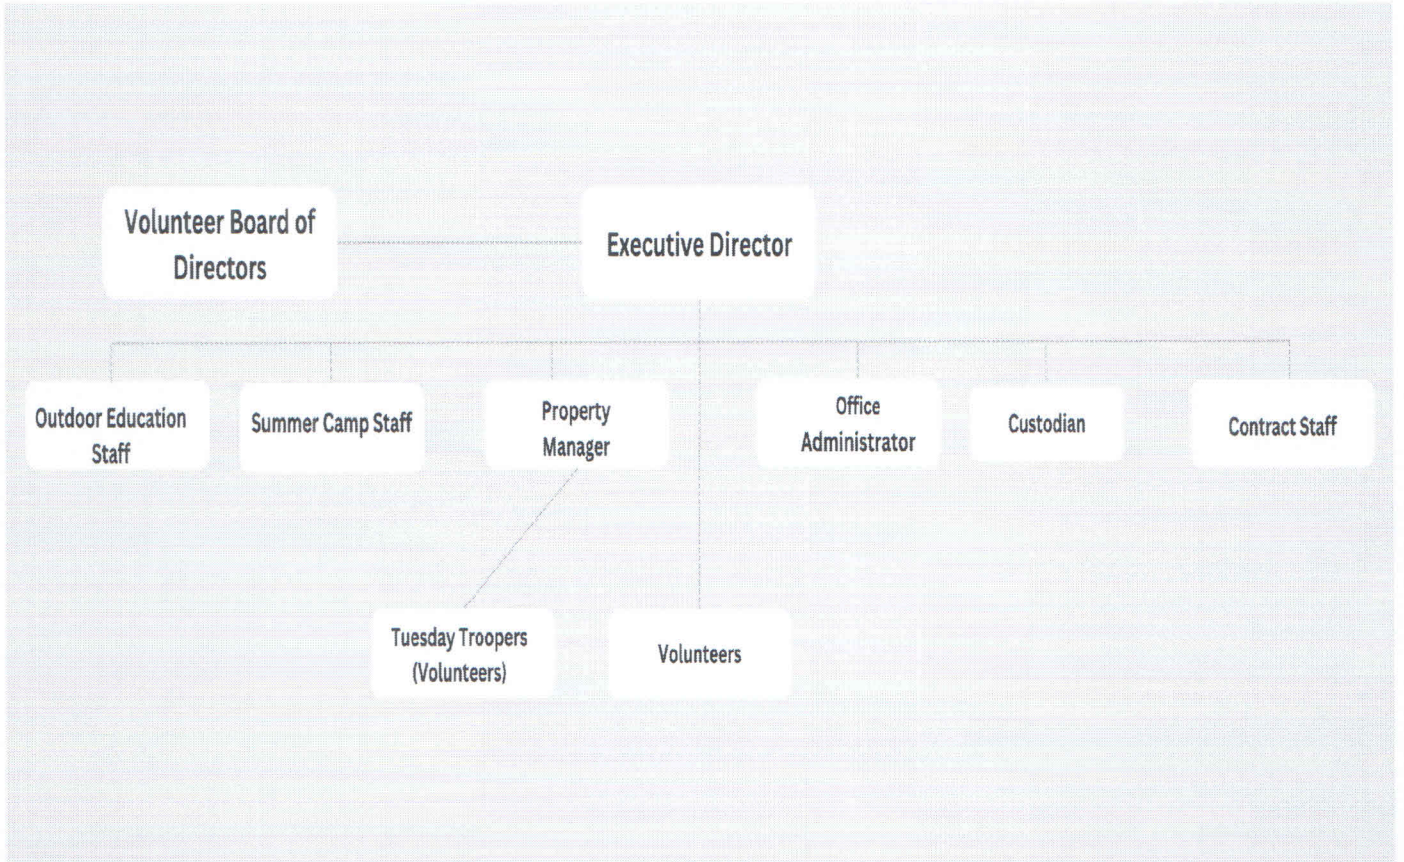 Volunteer Board of
Directors
Executive Director
Outdoor Education
Staff
Summer Camp Staff
Property
Manager
Office
Administrator
Custodian
Contract Staff
Tuesday Troopers
(Volunteers)
Volunteers